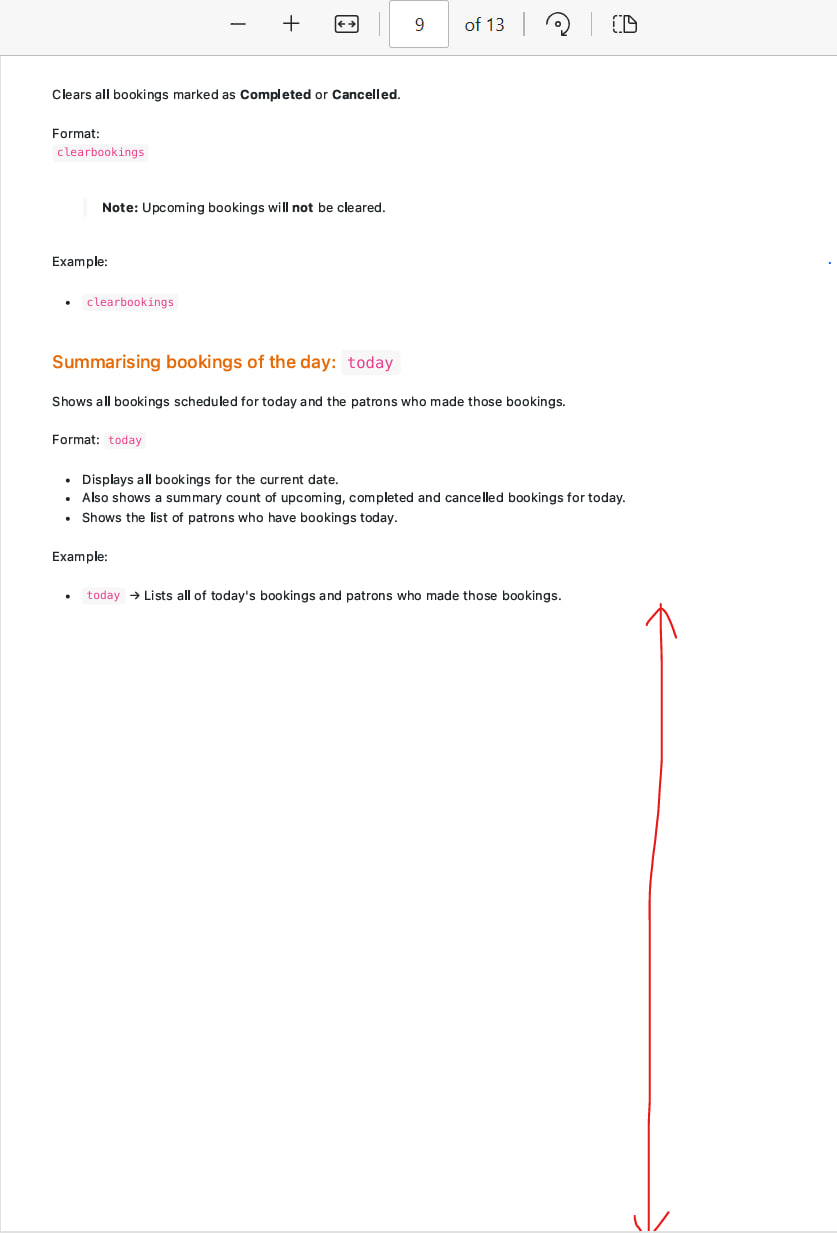 9 of 13
Clears all bookings marked as Completed or Cancelled.
Format:
clearbookings
Note: Upcoming bookings will not be cleared.
Example:
• clearbookings
Summarising bookings of the day: today
Shows all bookings scheduled for today and the patrons who made those bookings.
Format: today
• Displays all bookings for the current date.
• Also shows a summary count of upcoming, completed and cancelled bookings for today.
• Shows the list of patrons who have bookings today.
Example:
• today → Lists all of today's bookings and patrons who made those bookings.